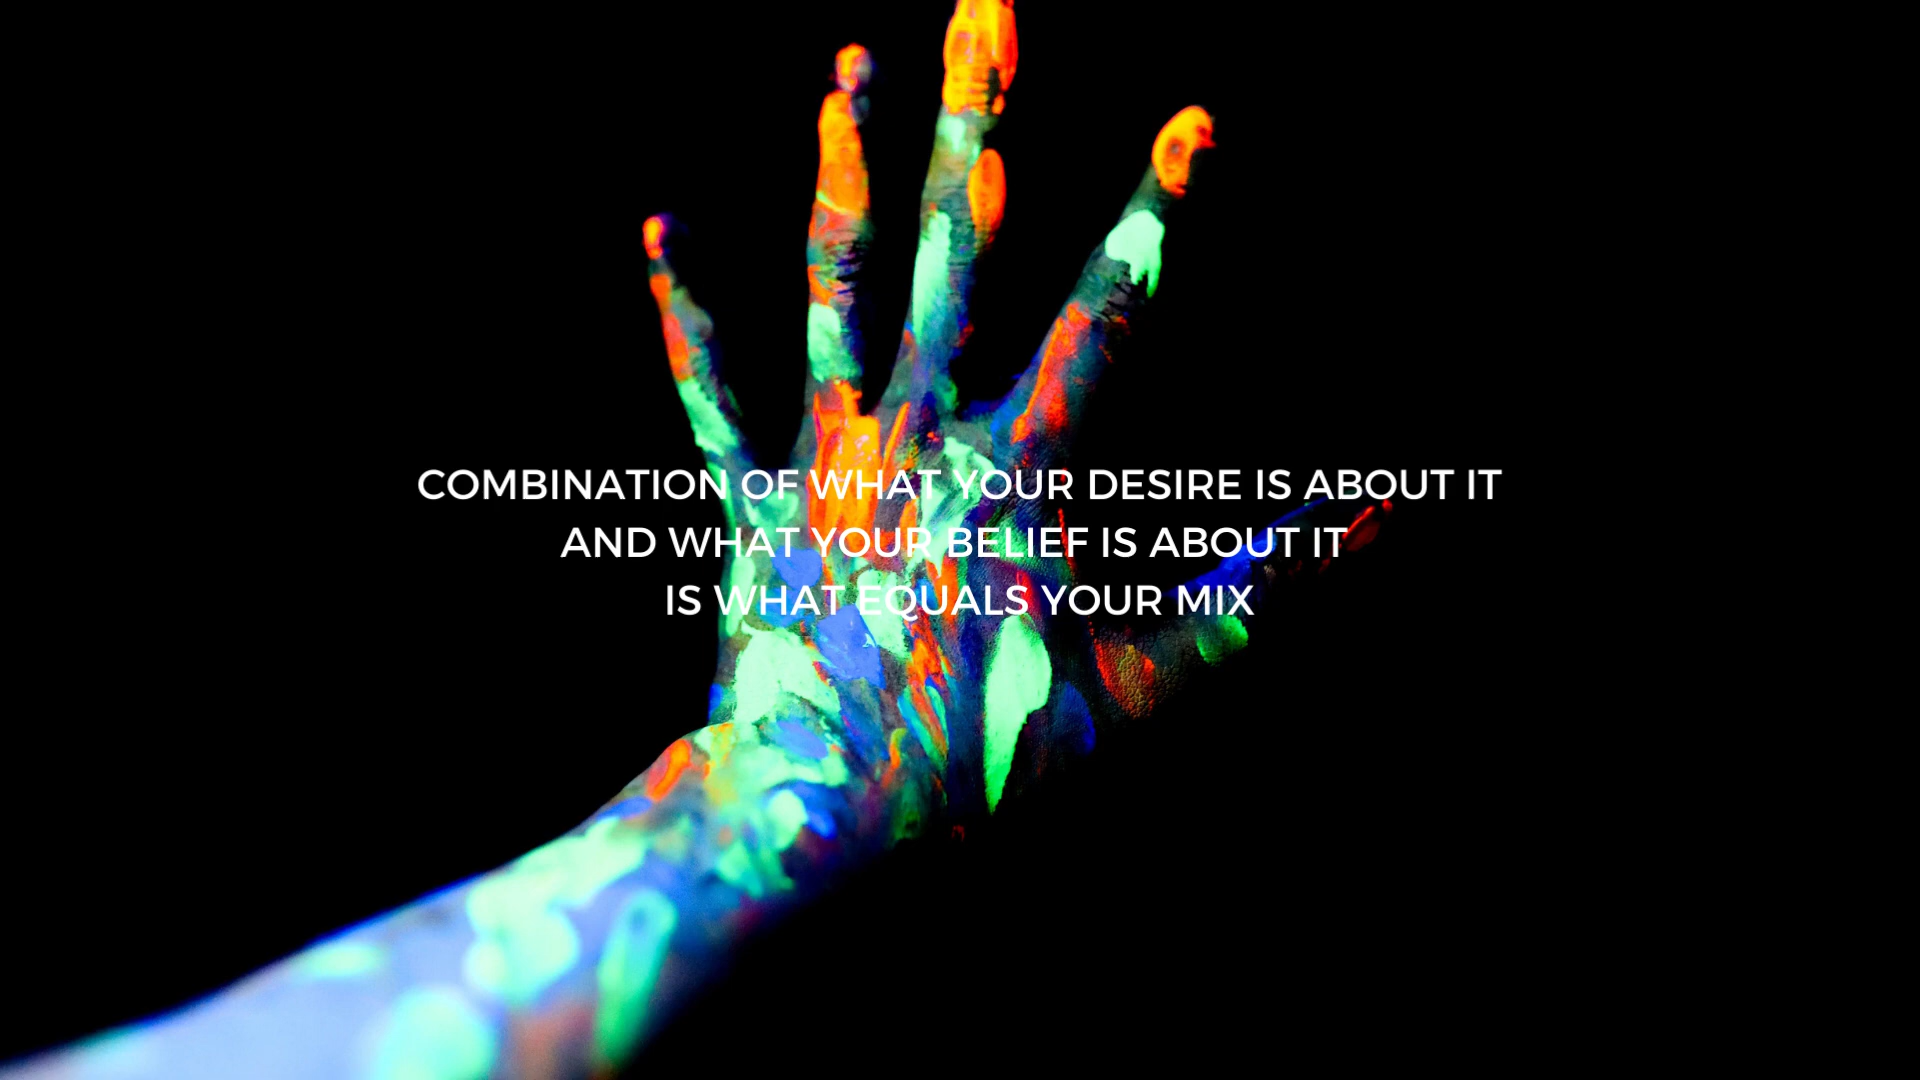 COMBINATION OF WHAT YOUR DESIRE IS ABOUT IT
AND WHAT YOUR BELIEF IS ABOUT IT
IS WHAT EQUALS YOUR MIX